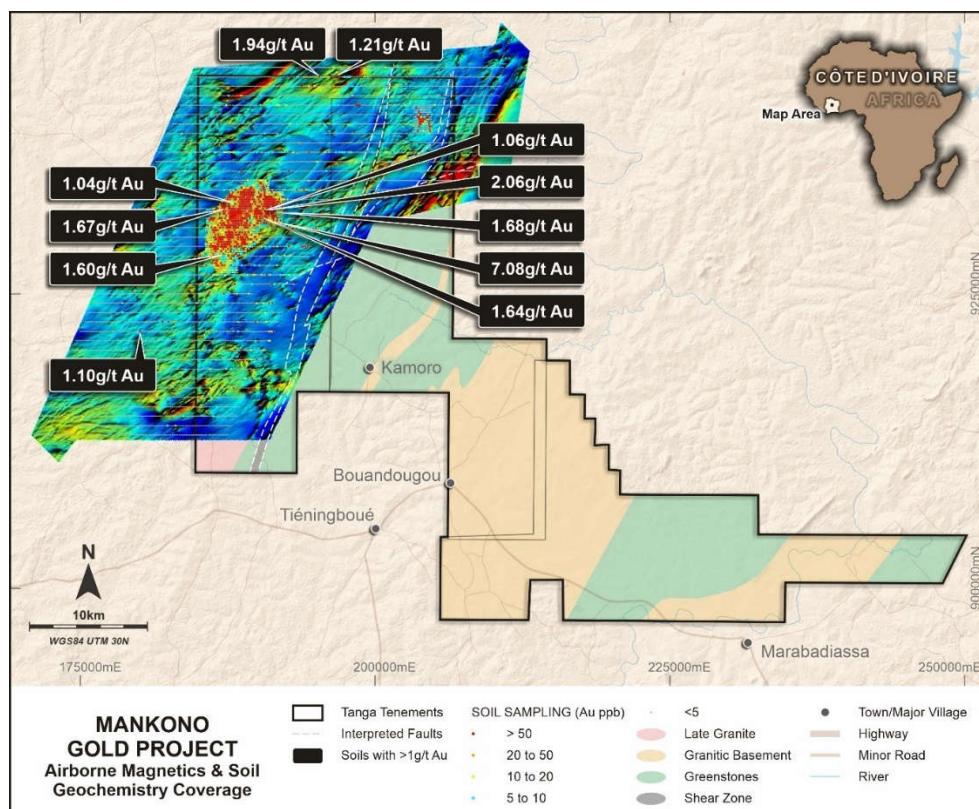 1.94g/t Au
1.21g/t Au
CÔTE D'IVOIRE
AFRICA
Map Area
1.06g/t Au
1.04g/t Au
2.06g/t Au
1.67g/t Au
1.68g/t Au
1.60g/t Au
7.08g/t Au
1.64g/t Au
925000mN
1.10g/t Au
Kamoro
Bouandougou
Tiéningboué
N
10km
WGS84 UTM 30N
900000mN
Marabadiassa
175000mE
200000mE
225000mE
250000mE
MANKONO
GOLD PROJECT
Airborne Magnetics & Soil
Geochemistry Coverage
Tanga Tenements
Interpreted Faults
Soils with >1g/t Au
SOIL SAMPLING (Au ppb)
> 50
20 to 50
10 to 20
5 to 10
<5
Late Granite
Granitic Basement
Greenstones
Shear Zone
Town/Major Village
Highway
Minor Road
River